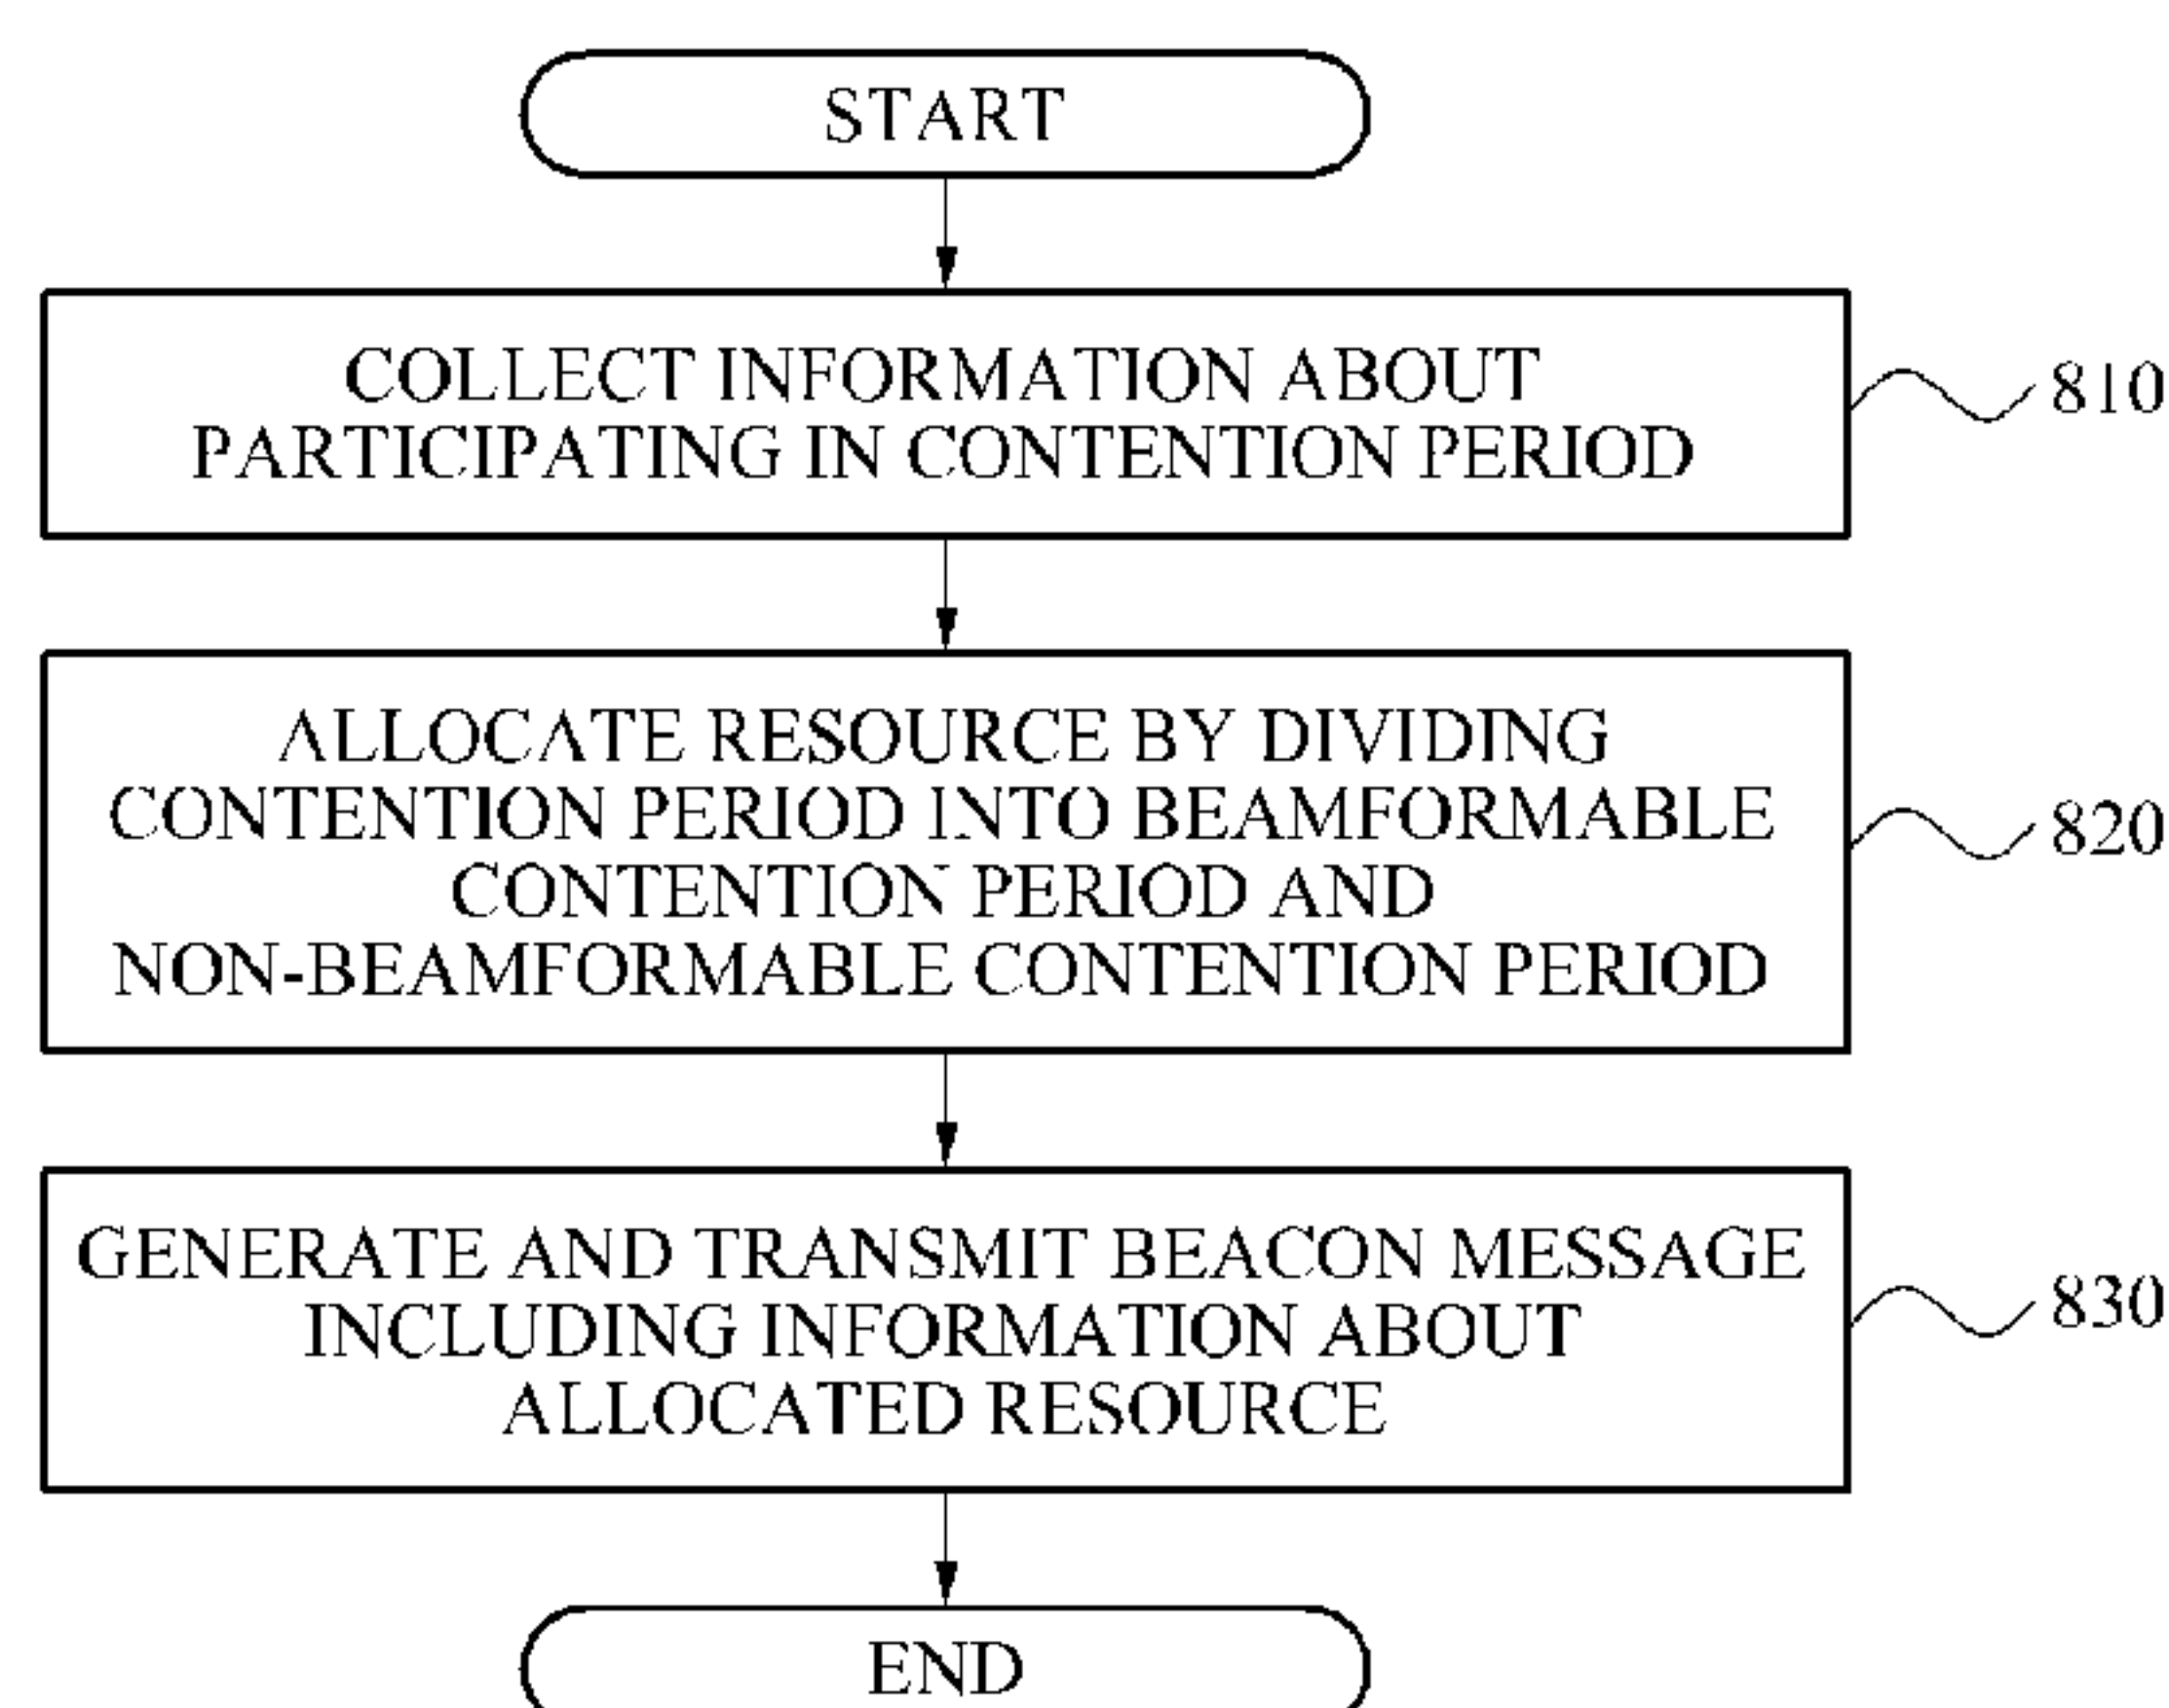 START
COLLECT INFORMATION ABOUT
PARTICIPATING IN CONTENTION PERIOD
810
ALLOCATE RESOURCE BY DIVIDING
CONTENTION PERIOD INTO BEAMFORMABLE
CONTENTION PERIOD AND
NON-BEAMFORMABLE CONTENTION PERIOD
820
GENERATE AND TRANSMIT BEACON MESSAGE
INCLUDING INFORMATION ABOUT
ALLOCATED RESOURCE
830
END